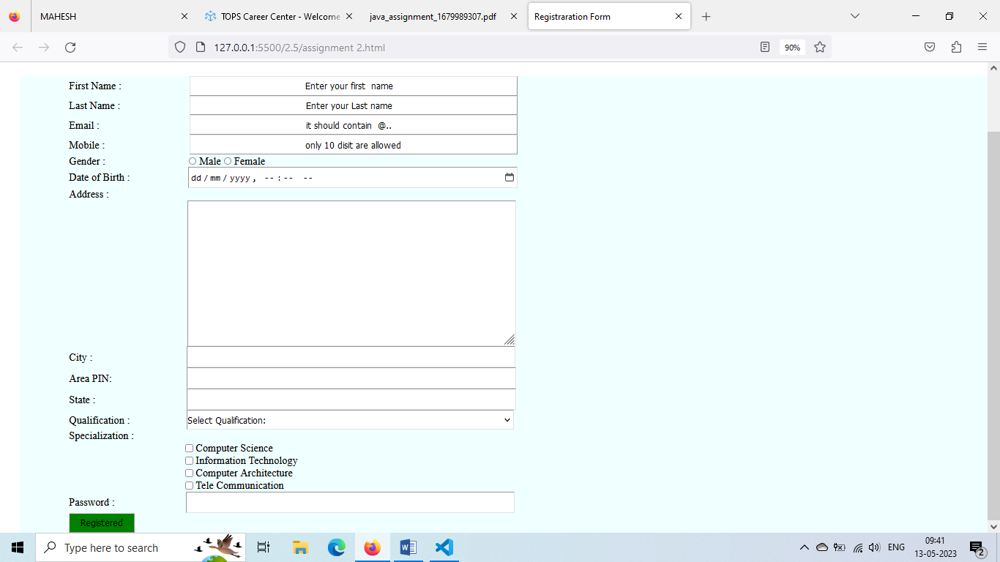 MAHESH
TOPS Career Center - Welcome
java_assignment_1679989307.pdf
Registraration Form
127.0.0.1:5500/2.5/assignment 2.html
90%
First Name :
Enter your first  name
Last Name :
Enter your Last name
Email :
it should contain  @..
Mobile :
only 10 disit are allowed
Gender :
Male
Female
Date of Birth :
dd/mm/yyyy, --:-- --
Address :
City :
Area PIN:
State :
Qualification :
Select Qualification:
Specialization :
Computer Science
Information Technology
Computer Architecture
Tele Communication
Password :
Registered
Type here to search
ENG
09:41
13-05-2023
2